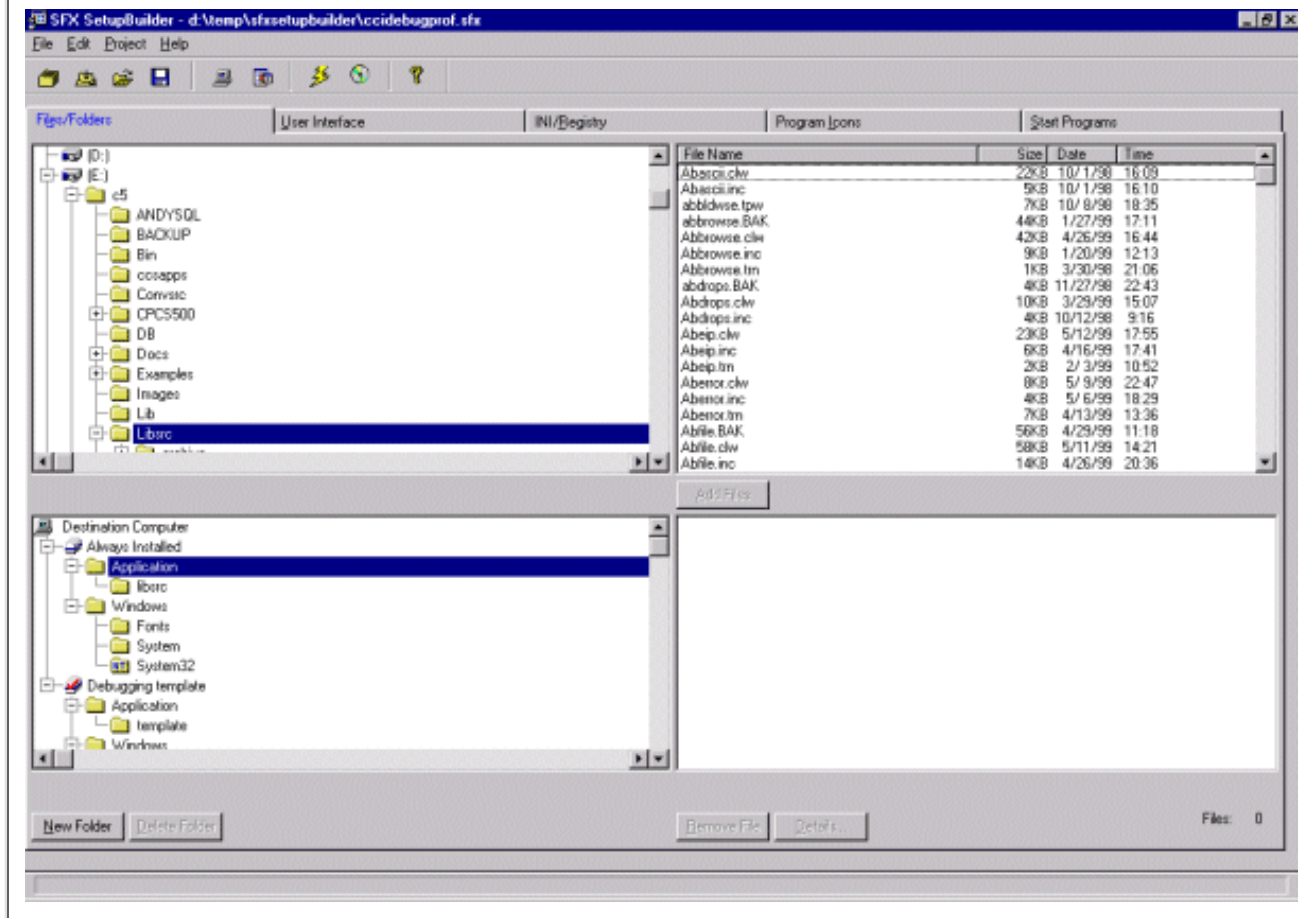 SFX SetupBuilder - d:\temp\sfxsetupbuilder\ccidebugprof.sfx
File Edit Project Help
Files/Folders User Interface INI/Registry Program Icons Start Programs
(D:)
(E:)
c5
ANDYSQL
BACKUP
Bin
ccsapps
Convsrc
CPCS500
DB
Docs
Examples
Images
Lib
Libsrc
File Name Size Date Time
Abascii.clw 22KB 10/ 1/98 16:09
Abascii.inc 5KB 10/ 1/98 16:10
abbldwse.tpw 7KB 10/ 8/98 18:35
abbrowse.BAK 44KB 1/27/99 17:11
Abbrowse.clw 42KB 4/26/99 16:44
Abbrowse.inc 9KB 1/20/99 12:13
Abbrowse.trn 1KB 3/30/98 21:06
abdrops.BAK 4KB 11/27/98 22:43
Abdrops.clw 10KB 3/29/99 15:07
Abdrops.inc 4KB 10/12/98 9:16
Abeip.clw 23KB 5/12/99 17:55
Abeip.inc 6KB 4/16/99 17:41
Abeip.trn 2KB 2/ 3/99 10:52
Aberror.clw 8KB 5/ 9/99 22:47
Aberror.inc 4KB 5/ 6/99 18:29
Aberror.trn 7KB 4/13/99 13:36
Abfile.BAK 56KB 4/29/99 11:18
Abfile.clw 58KB 5/11/99 14:21
Abfile.inc 14KB 4/26/99 20:36
Add Files
Destination Computer
Always Installed
Application
libsrc
Windows
Fonts
System
System32
Debugging template
Application
template
Windows
New Folder Delete Folder Remove File Details... Files: 0